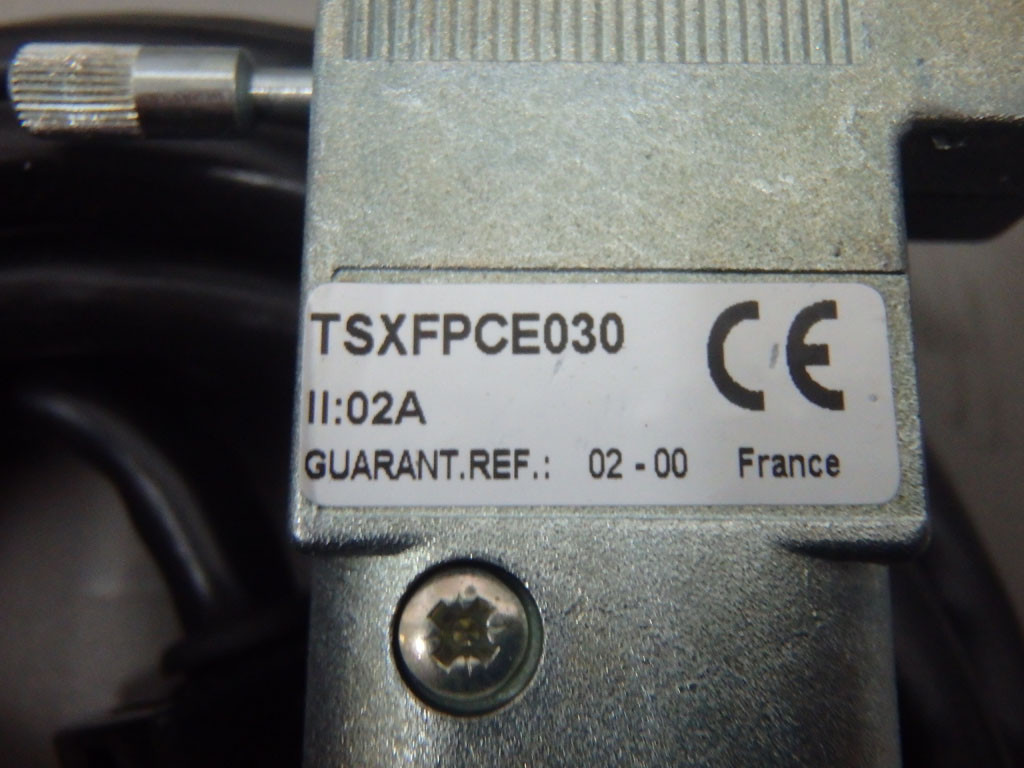 TSXFPCE030 CE
II:02A
GUARANT.REF.: 02 - 00 France